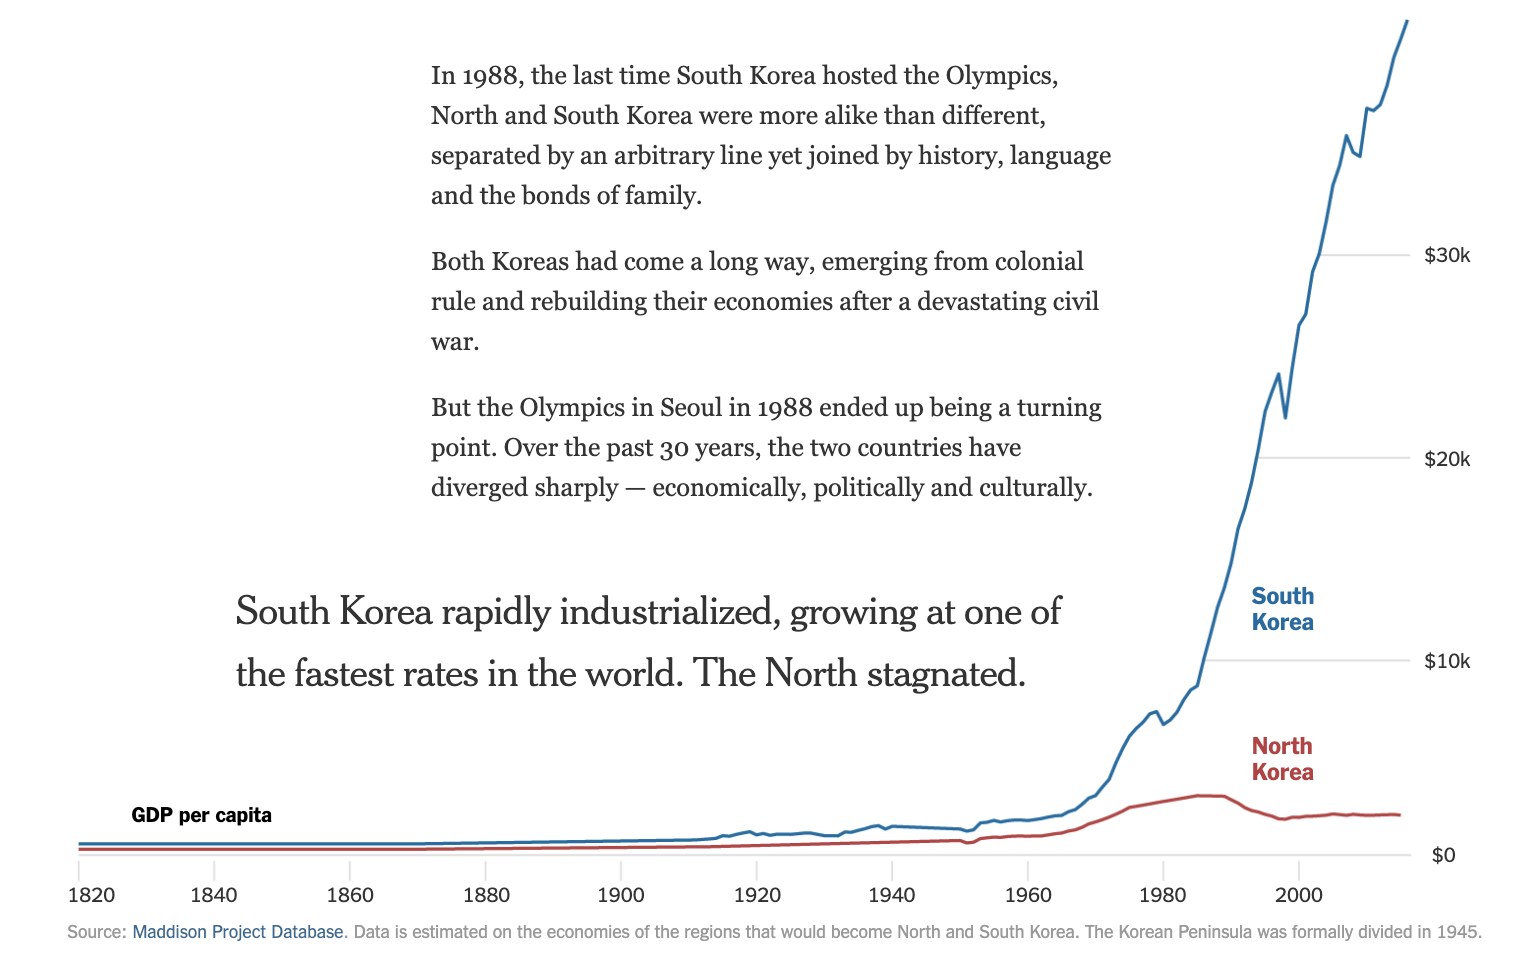 In 1988, the last time South Korea hosted the Olympics,
North and South Korea were more alike than different,
separated by an arbitrary line yet joined by history, language
and the bonds of family.
Both Koreas had come a long way, emerging from colonial
rule and rebuilding their economies after a devastating civil
war.
But the Olympics in Seoul in 1988 ended up being a turning
point. Over the past 30 years, the two countries have
diverged sharply — economically, politically and culturally.
South Korea rapidly industrialized, growing at one of
the fastest rates in the world. The North stagnated.
$30k
$20k
South
Korea
$10k
North
Korea
GDP per capita
$0
1820 1840 1860 1880 1900 1920 1940 1960 1980 2000
Source: Maddison Project Database. Data is estimated on the economies of the regions that would become North and South Korea. The Korean Peninsula was formally divided in 1945.